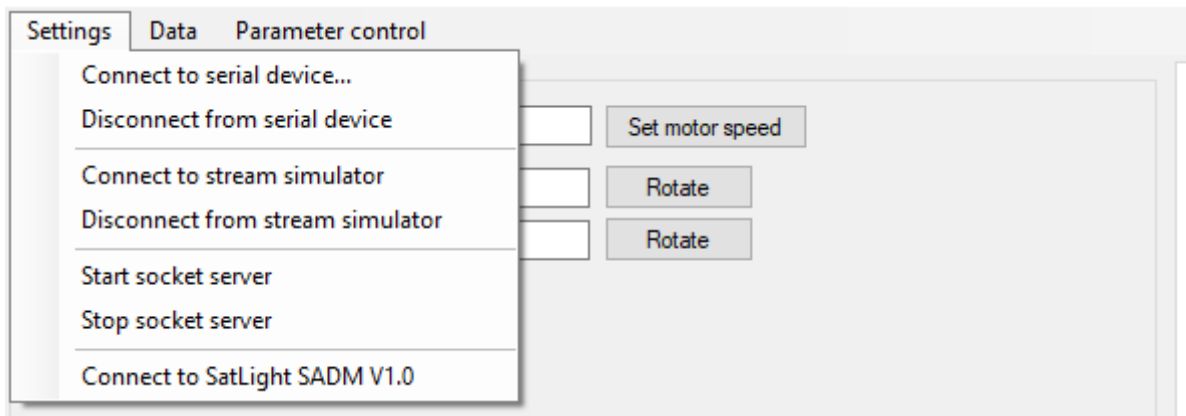 Settings Data Parameter control
Connect to serial device...
Disconnect from serial device
Set motor speed
Connect to stream simulator
Rotate
Disconnect from stream simulator
Rotate
Start socket server
Stop socket server
Connect to SatLight SADM V1.0